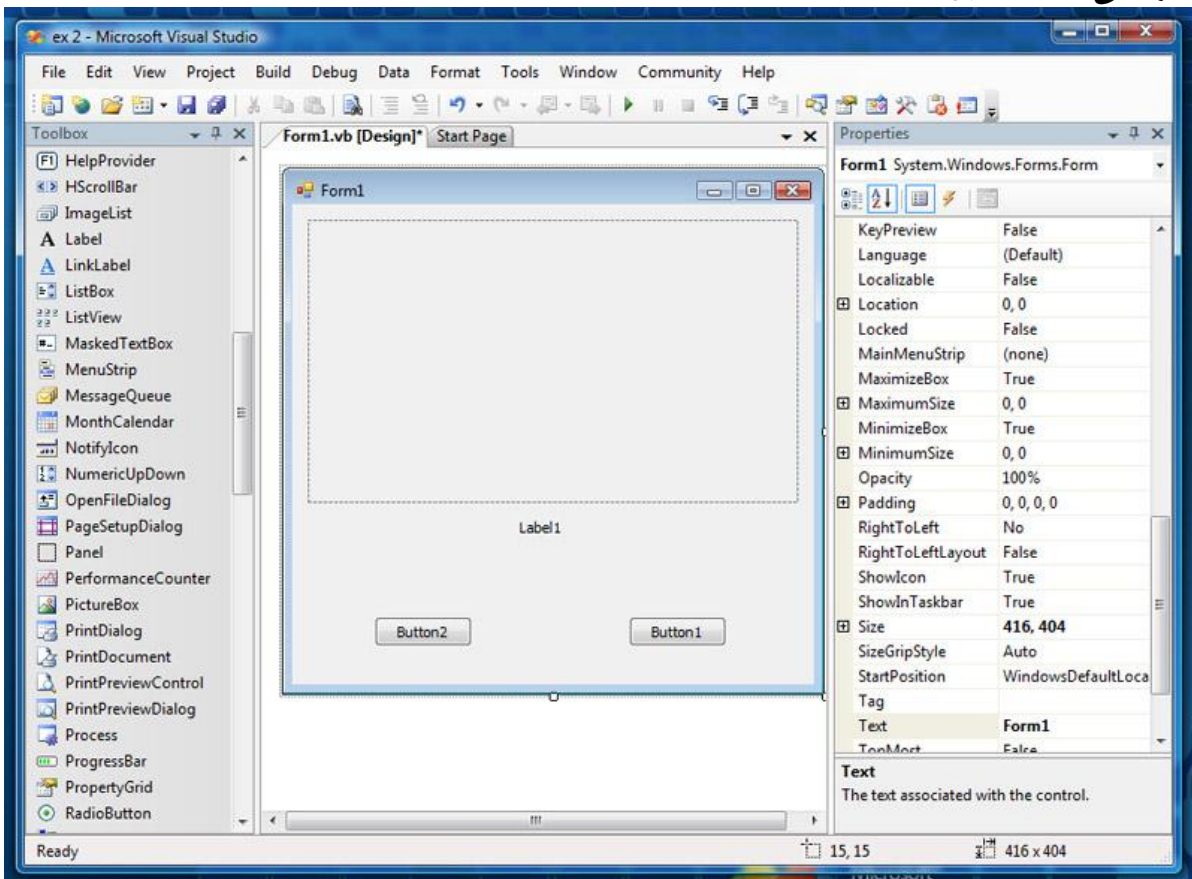 ex 2 - Microsoft Visual Studio
File Edit View Project Build Debug Data Format Tools Window Community Help
Toolbox
HelpProvider
HScrollBar
ImageList
A Label
A LinkLabel
ListBox
ListView
MaskedTextBox
MenuStrip
MessageQueue
MonthCalendar
NotifyIcon
NumericUpDown
OpenFileDialog
PageSetupDialog
Panel
PerformanceCounter
PictureBox
PrintDialog
PrintDocument
PrintPreviewControl
PrintPreviewDialog
Process
ProgressBar
PropertyGrid
RadioButton
Form1.vb [Design]* Start Page
Form1
Label1
Button2 Button1
Properties
Form1 System.Windows.Forms.Form
KeyPreview False
Language (Default)
Localizable False
Location 0, 0
Locked False
MainMenuStrip (none)
MaximizeBox True
MaximumSize 0, 0
MinimizeBox True
MinimumSize 0, 0
Opacity 100%
Padding 0, 0, 0, 0
RightToLeft No
RightToLeftLayout False
ShowIcon True
ShowInTaskbar True
Size 416, 404
SizeGripStyle Auto
StartPosition WindowsDefaultLoca
Tag
Text Form1
TopMost False
Text
The text associated with the control.
Ready 15, 15 416 x 404